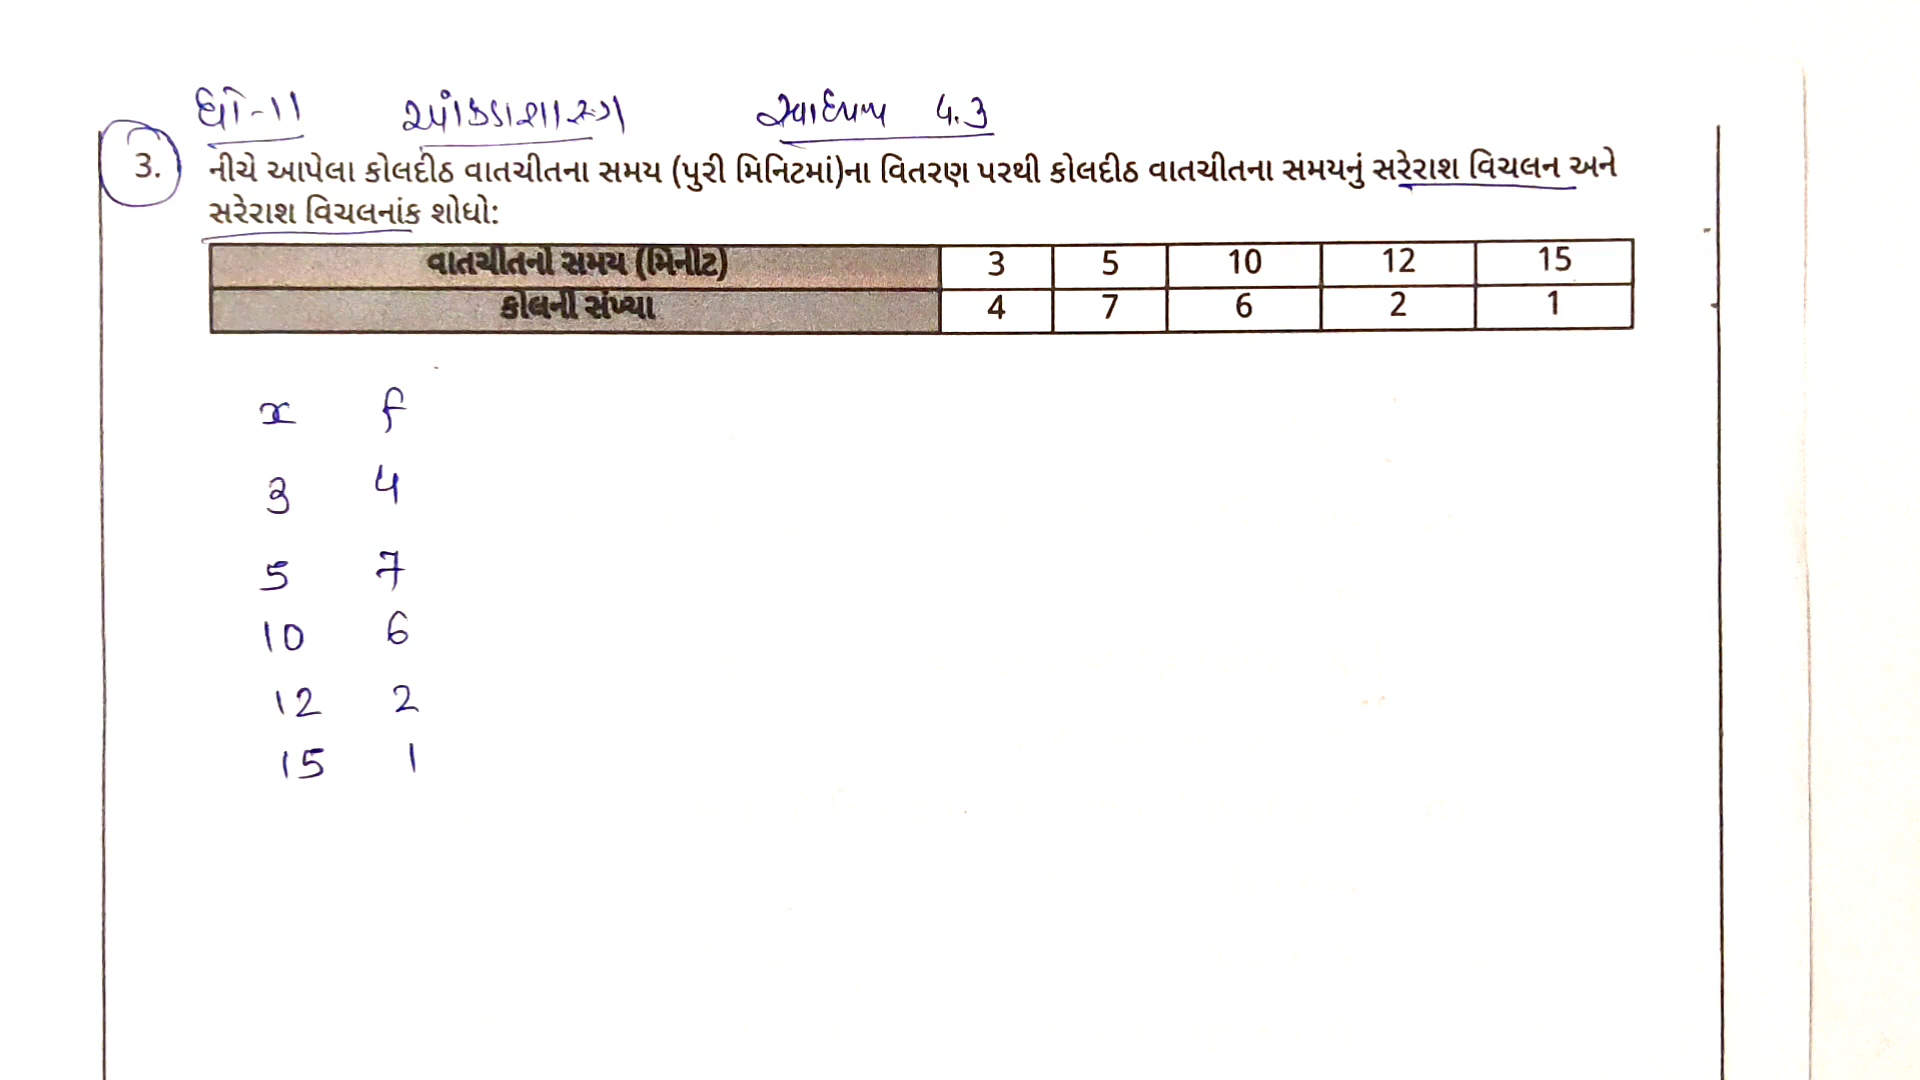 ધો-11 આંકડાશાસ્ત્ર સ્વાધ્યાય 4.3
3. નીચે આપેલા કોલદીઠ વાતચીતના સમય (પુરી મિનિટમાં)ના વિતરણ પરથી કોલદીઠ વાતચીતના સમયનું સરેરાશ વિચલન અને
સરેરાશ વિચલનાંક શોધો:
વાતચીતનો સમય (મિનીટ) 3 5 10 12 15
કોલની સંખ્યા 4 7 6 2 1
x f
3 4
5 7
10 6
12 2
15 1